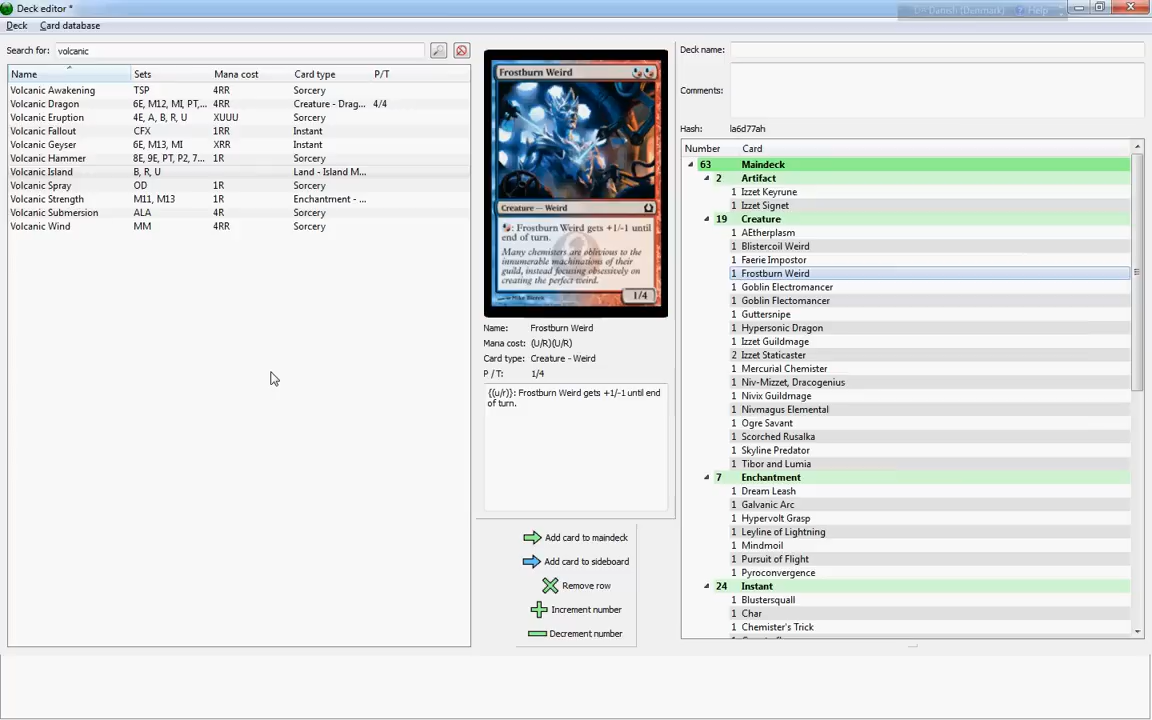 Deck editor *
Danish (Denmark) Help
Deck Card database
Search for: volcanic
Name Sets Mana cost Card type P/T
Volcanic Awakening TSP 4RR Sorcery
Volcanic Dragon 6E, M12, MI, PT,... 4RR Creature - Drag... 4/4
Volcanic Eruption 4E, A, B, R, U XUUU Sorcery
Volcanic Fallout CFX 1RR Instant
Volcanic Geyser 6E, M13, MI XRR Instant
Volcanic Hammer 8E, 9E, PT, P2, 7... 1R Sorcery
Volcanic Island B, R, U Land - Island M...
Volcanic Spray OD 1R Sorcery
Volcanic Strength M11, M13 1R Enchantment - ...
Volcanic Submersion ALA 4R Sorcery
Volcanic Wind MM 4RR Sorcery
Frostburn Weird
Creature — Weird
: Frostburn Weird gets +1/-1 until
end of turn.
Many chemisters are oblivious to the
innumerable machinations of their
guild, instead focusing obsessively on
creating the perfect weird.
1/4
Name: Frostburn Weird
Mana cost: (U/R)(U/R)
Card type: Creature - Weird
P / T: 1/4
{(u/r)}: Frostburn Weird gets +1/-1 until end
of turn.
Add card to maindeck
Add card to sideboard
Remove row
Increment number
Decrement number
Deck name:
Comments:
Hash: la6d77ah
Number Card
63 Maindeck
2 Artifact
1 Izzet Keyrune
1 Izzet Signet
19 Creature
1 AEtherplasm
1 Blistercoil Weird
1 Faerie Impostor
1 Frostburn Weird
1 Goblin Electromancer
1 Goblin Flectomancer
1 Guttersnipe
1 Hypersonic Dragon
1 Izzet Guildmage
2 Izzet Staticaster
1 Mercurial Chemister
1 Niv-Mizzet, Dracogenius
1 Nivix Guildmage
1 Nivmagus Elemental
1 Ogre Savant
1 Scorched Rusalka
1 Skyline Predator
1 Tibor and Lumia
7 Enchantment
1 Dream Leash
1 Galvanic Arc
1 Hypervolt Grasp
1 Leyline of Lightning
1 Mindmoil
1 Pursuit of Flight
1 Pyroconvergence
24 Instant
1 Blustersquall
1 Char
1 Chemister's Trick